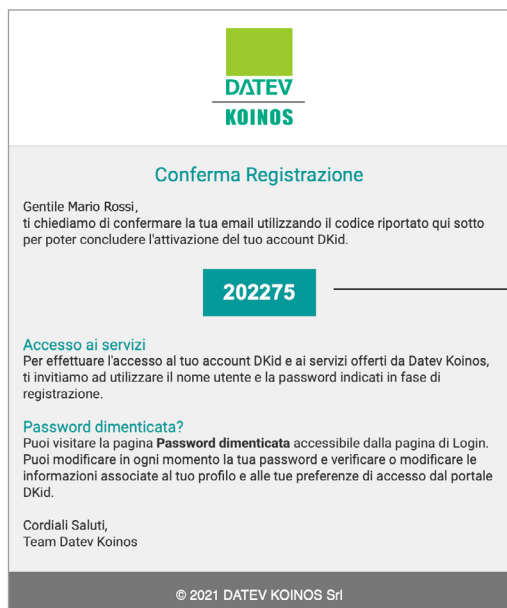 DATEV
KOINOS
Conferma Registrazione
Gentile Mario Rossi,
ti chiediamo di confermare la tua email utilizzando il codice riportato qui sotto
per poter concludere l'attivazione del tuo account DKid.
202275
Accesso ai servizi
Per effettuare l'accesso al tuo account DKid e ai servizi offerti da Datev Koinos,
ti invitiamo ad utilizzare il nome utente e la password indicati in fase di
registrazione.
Password dimenticata?
Puoi visitare la pagina Password dimenticata accessibile dalla pagina di Login.
Puoi modificare in ogni momento la tua password e verificare o modificare le
informazioni associate al tuo profilo e alle tue preferenze di accesso dal portale
DKid.
Cordiali Saluti,
Team Datev Koinos
© 2021 DATEV KOINOS Srl